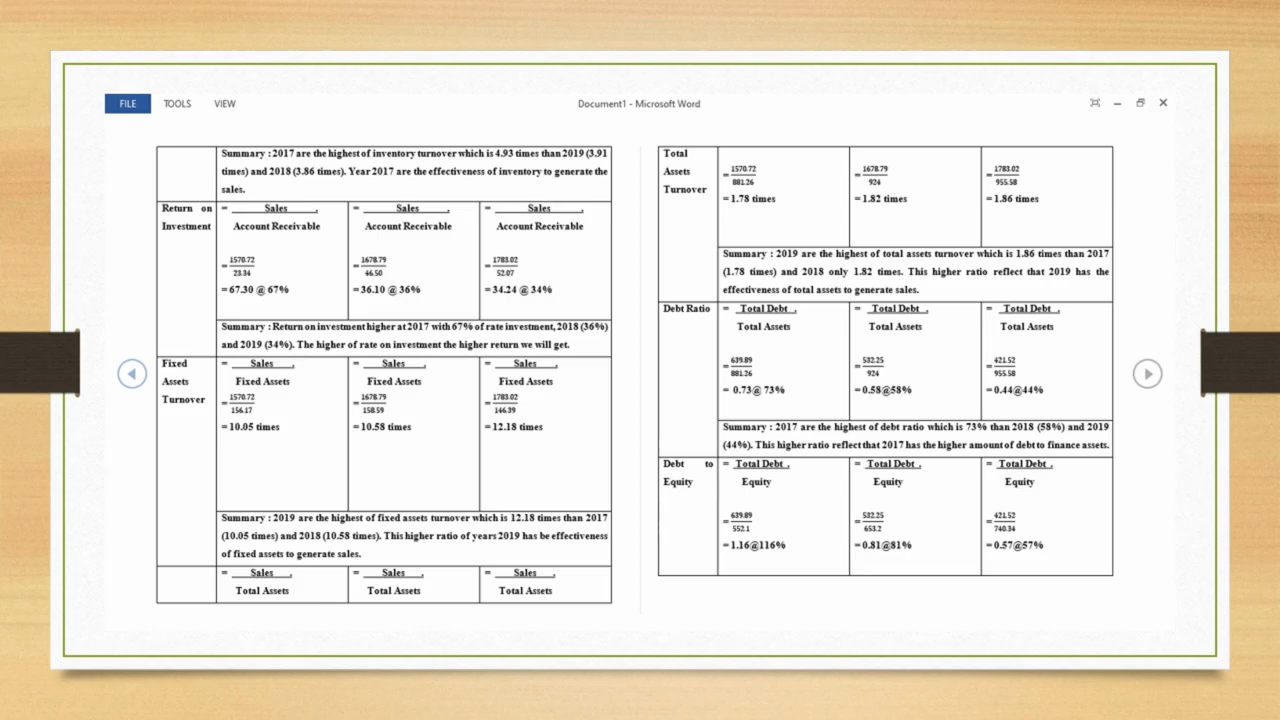 FILE TOOLS VIEW Document1 - Microsoft Word
Summary : 2017 are the highest of inventory turnover which is 4.93 times than 2019 (3.91
times) and 2018 (3.86 times). Year 2017 are the effectiveness of inventory to generate the
sales.
Return on = Sales . = Sales . = Sales .
Investment Account Receivable Account Receivable Account Receivable
= 1570.72 = 1678.79 = 1783.02
23.34 46.50 52.07
= 67.30 @ 67% = 36.10 @ 36% = 34.24 @ 34%
Summary : Return on investment higher at 2017 with 67% of rate investment, 2018 (36%)
and 2019 (34%). The higher of rate on investment the higher return we will get.
Fixed = Sales . = Sales . = Sales .
Assets Fixed Assets Fixed Assets Fixed Assets
Turnover = 1570.72 = 1678.79 = 1783.02
156.17 158.59 146.39
= 10.05 times = 10.58 times = 12.18 times
Summary : 2019 are the highest of fixed assets turnover which is 12.18 times than 2017
(10.05 times) and 2018 (10.58 times). This higher ratio of years 2019 has be effectiveness
of fixed assets to generate sales.
= Sales . = Sales . = Sales .
Total Assets Total Assets Total Assets
Total
Assets = 1570.72 = 1678.79 = 1783.02
881.26 924 955.58
Turnover = 1.78 times = 1.82 times = 1.86 times
Summary : 2019 are the highest of total assets turnover which is 1.86 times than 2017
(1.78 times) and 2018 only 1.82 times. This higher ratio reflect that 2019 has the
effectiveness of total assets to generate sales.
Debt Ratio = Total Debt . = Total Debt . = Total Debt .
Total Assets Total Assets Total Assets
= 639.89 = 532.25 = 421.52
881.26 924 955.58
= 0.73@ 73% = 0.58@58% = 0.44@44%
Summary : 2017 are the highest of debt ratio which is 73% than 2018 (58%) and 2019
(44%). This higher ratio reflect that 2017 has the higher amount of debt to finance assets.
Debt to = Total Debt . = Total Debt . = Total Debt .
Equity Equity Equity Equity
= 639.89 = 532.25 = 421.52
552.1 653.2 740.34
= 1.16@116% = 0.81@81% = 0.57@57%